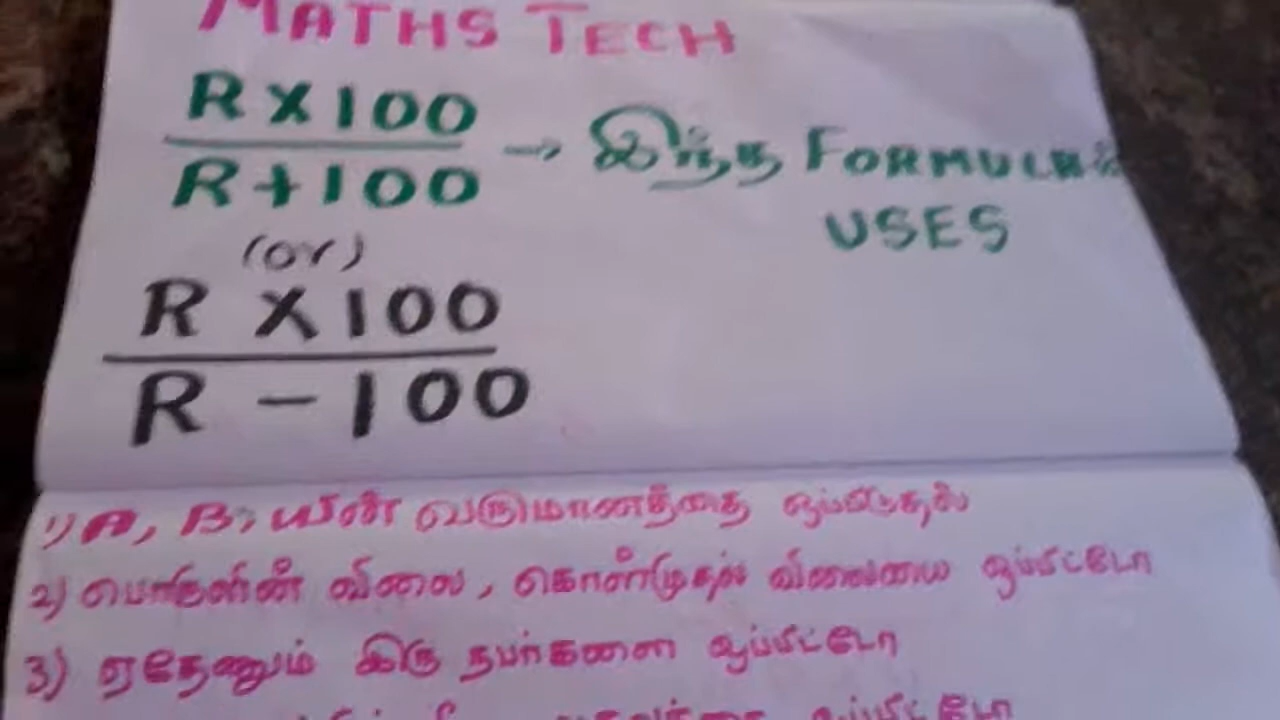 MATHS TECH
R X 100
R + 100
→ இந்த FORMULA
USES
(or)
R X 100
R - 100
1) A, B, யின் வருமானத்தை ஒப்பிடுதல்
2) பொருளின் விலை, கொள்முதல் விலையை ஒப்பிட்டோ
3) ஏதேனும் இரு நபர்களை ஒப்பிட்டோ
ஒப்பிட்டோ